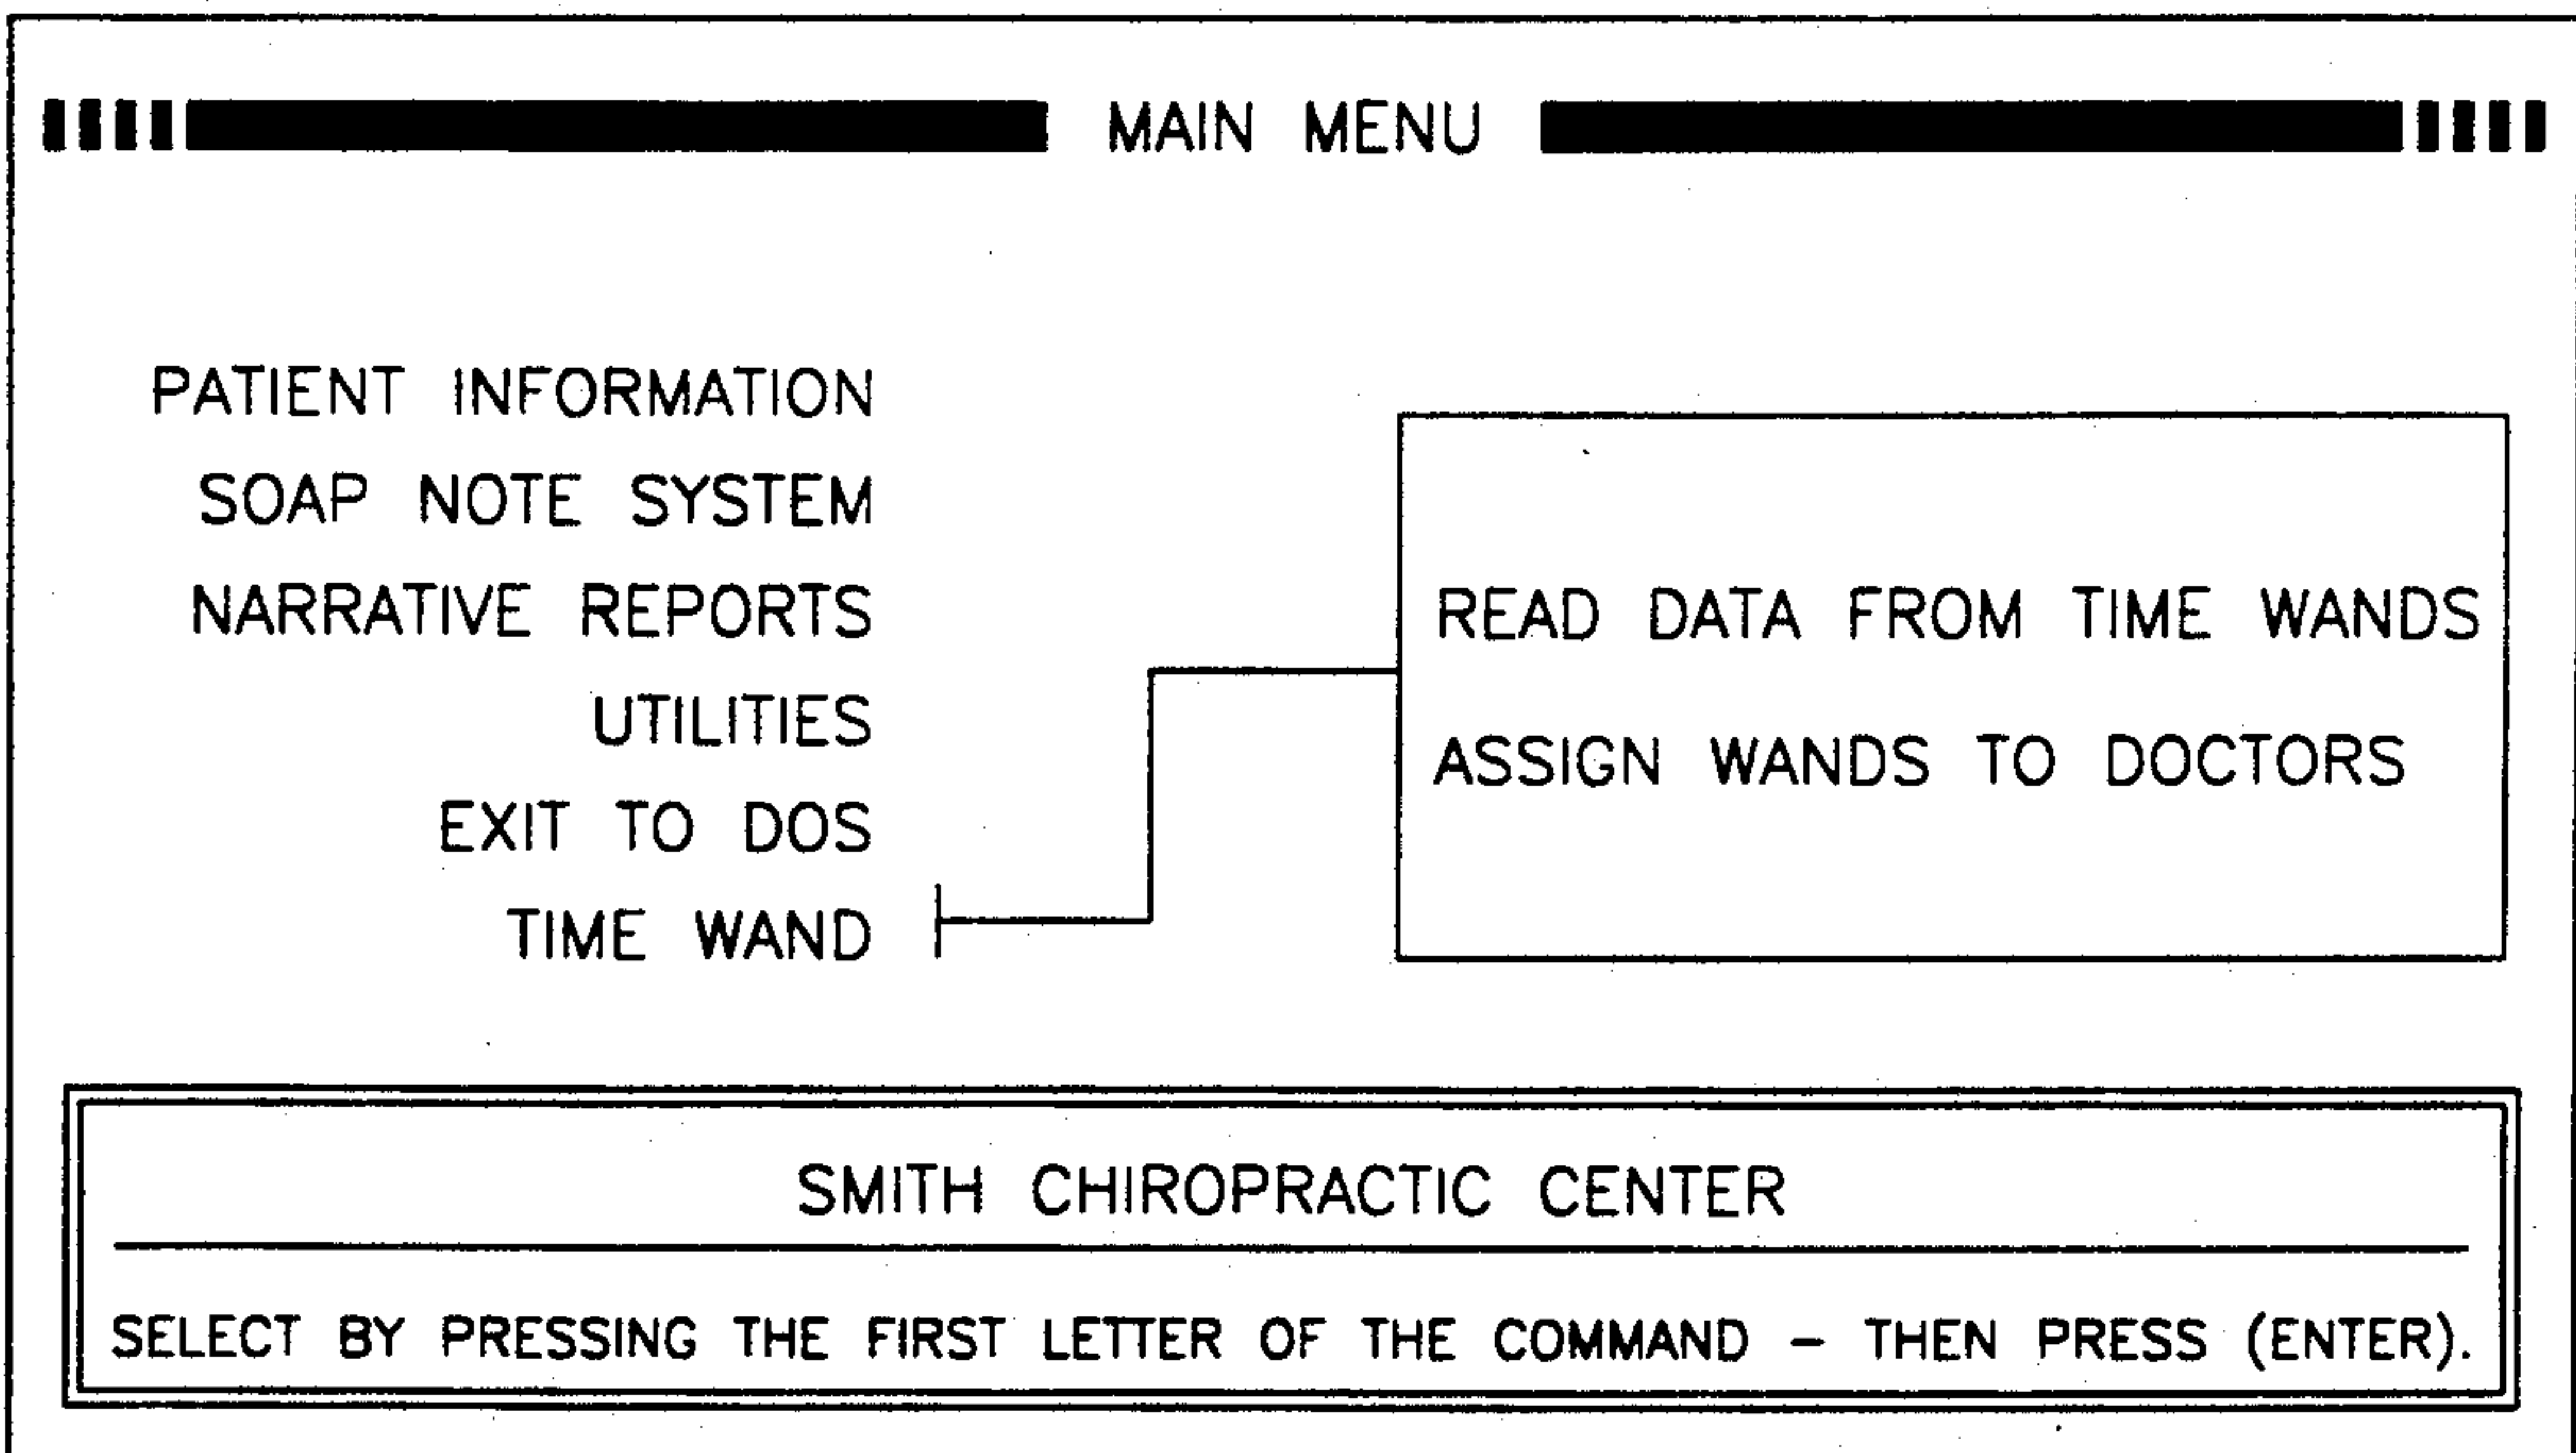 MAIN MENU
PATIENT INFORMATION
SOAP NOTE SYSTEM
NARRATIVE REPORTS
UTILITIES
EXIT TO DOS
TIME WAND
READ DATA FROM TIME WANDS
ASSIGN WANDS TO DOCTORS
SMITH CHIROPRACTIC CENTER
SELECT BY PRESSING THE FIRST LETTER OF THE COMMAND – THEN PRESS (ENTER).